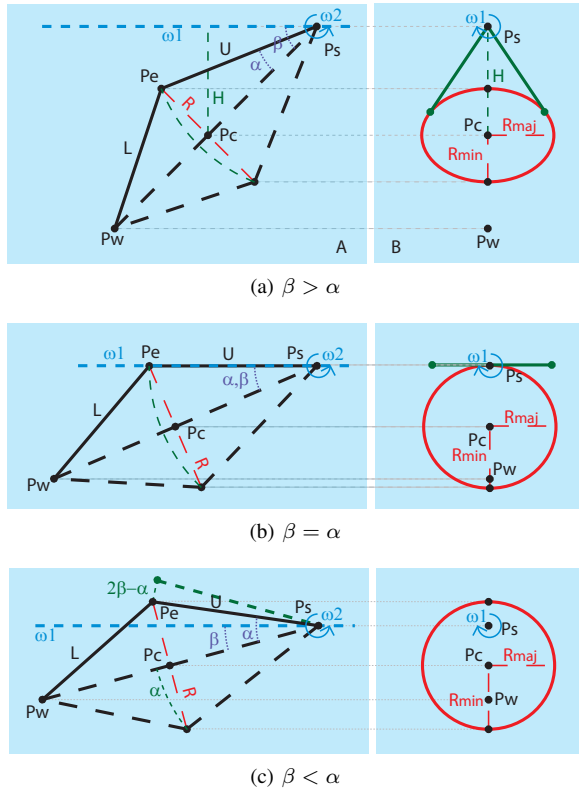 ω1
ω2
β
Ps
U
α
Pe
H
R
Pc
L
Pw
A
ω1
Ps
H
Pc
Rmaj
Rmin
B
Pw
(a) β > α
ω1
Pe
U
Ps
ω2
α,β
L
Pc
R
Pw
ω1
Ps
Rmaj
Pc
Rmin
Pw
(b) β = α
2β−α
U
Pe
Ps
ω2
ω1
β
α
L
Pc
α
R
Pw
ω1
Ps
Pc
Rmaj
Rmin
Pw
(c) β < α